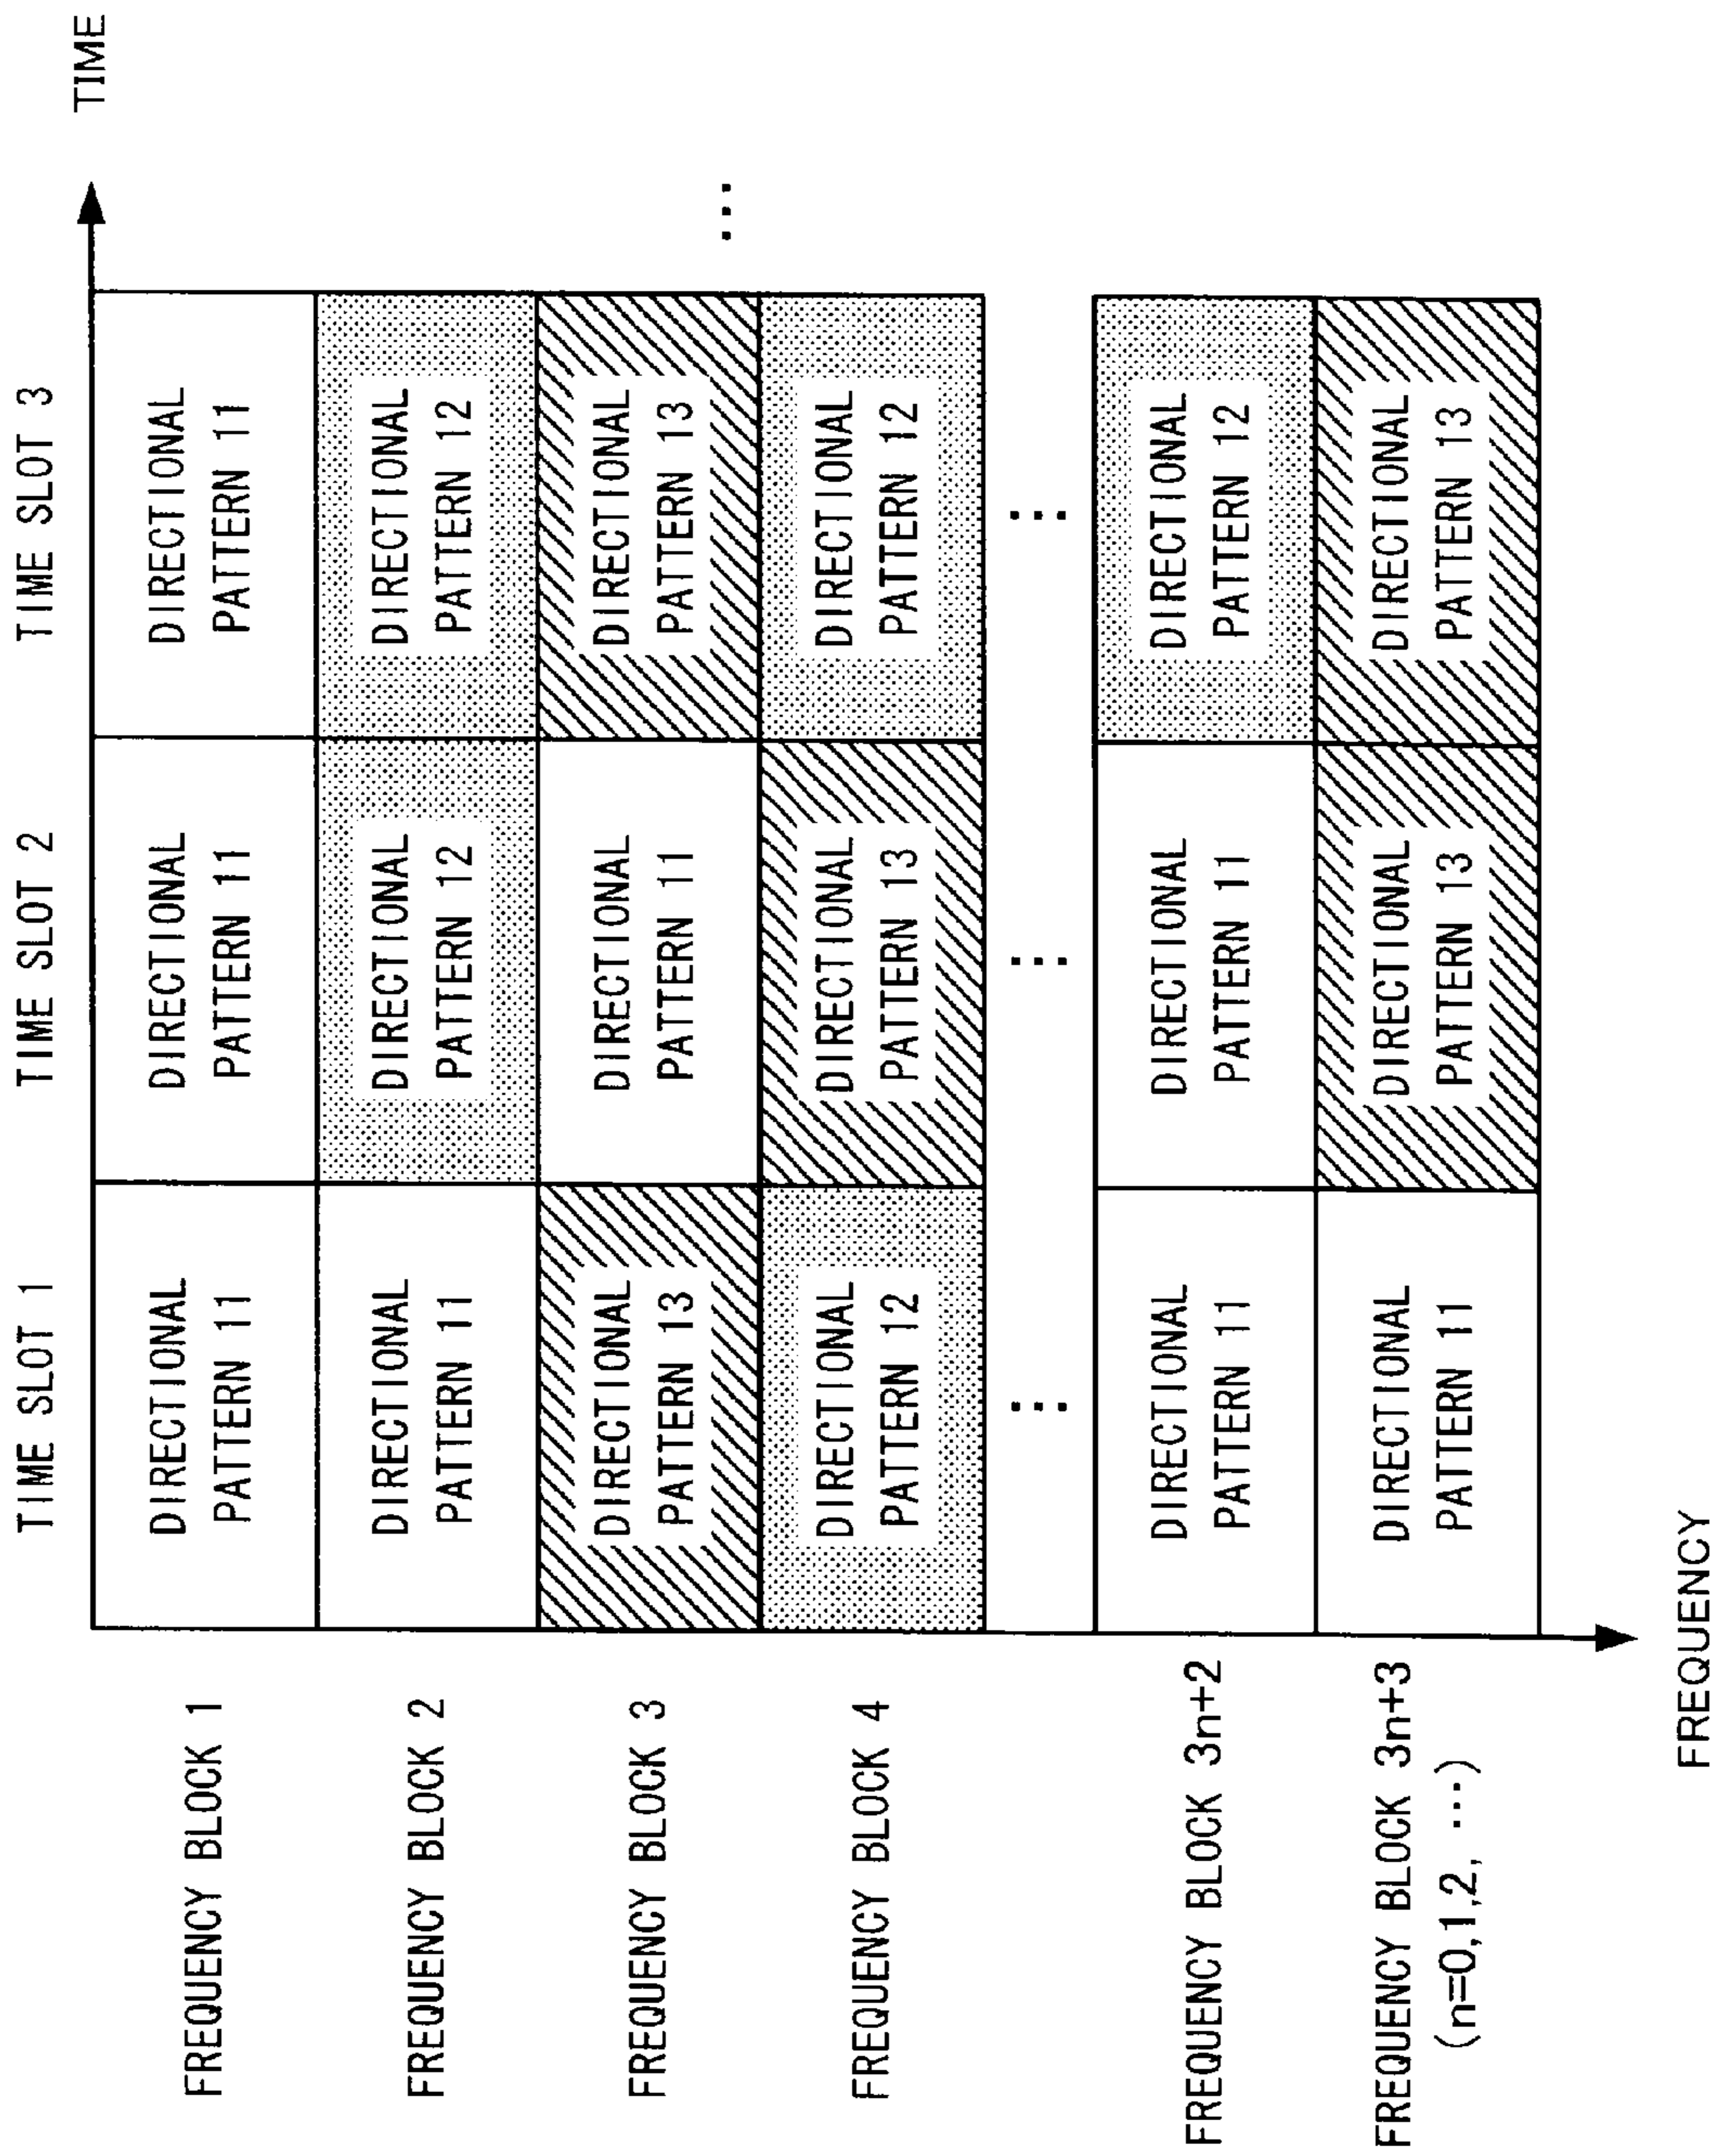 TIME SLOT 1
TIME SLOT 2
TIME SLOT 3
TIME
FREQUENCY BLOCK 1
DIRECTIONAL
PATTERN 11
DIRECTIONAL
PATTERN 11
DIRECTIONAL
PATTERN 11
FREQUENCY BLOCK 2
DIRECTIONAL
PATTERN 11
DIRECTIONAL
PATTERN 12
DIRECTIONAL
PATTERN 12
FREQUENCY BLOCK 3
DIRECTIONAL
PATTERN 13
DIRECTIONAL
PATTERN 11
DIRECTIONAL
PATTERN 13
...
FREQUENCY BLOCK 4
DIRECTIONAL
PATTERN 12
DIRECTIONAL
PATTERN 13
DIRECTIONAL
PATTERN 12
...
...
...
FREQUENCY BLOCK 3n+2
DIRECTIONAL
PATTERN 11
DIRECTIONAL
PATTERN 11
DIRECTIONAL
PATTERN 12
FREQUENCY BLOCK 3n+3
(n=0,1,2, ...)
DIRECTIONAL
PATTERN 11
DIRECTIONAL
PATTERN 13
DIRECTIONAL
PATTERN 13
FREQUENCY